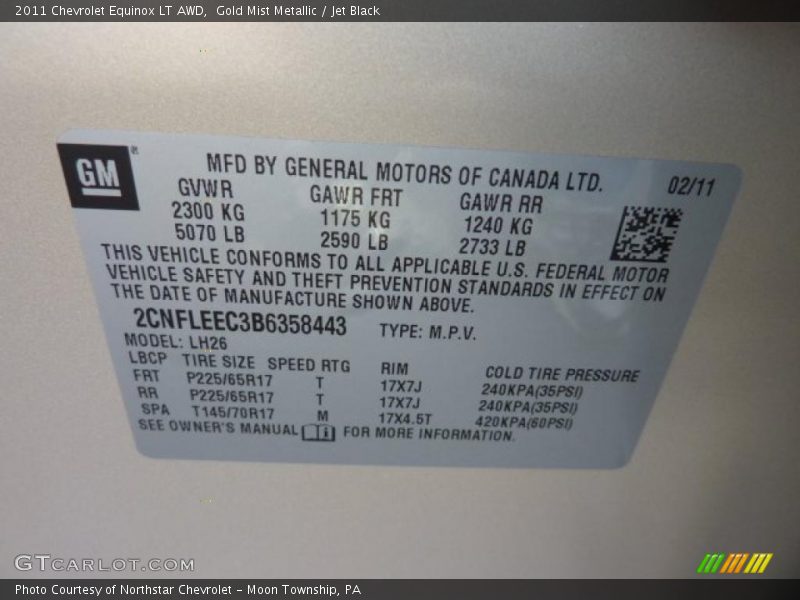 2011 Chevrolet Equinox LT AWD,  Gold Mist Metallic / Jet Black
GM®
MFD BY GENERAL MOTORS OF CANADA LTD. 02/11
GVWR GAWR FRT GAWR RR
2300 KG 1175 KG 1240 KG
5070 LB 2590 LB 2733 LB
THIS VEHICLE CONFORMS TO ALL APPLICABLE U.S. FEDERAL MOTOR
VEHICLE SAFETY AND THEFT PREVENTION STANDARDS IN EFFECT ON
THE DATE OF MANUFACTURE SHOWN ABOVE.
2CNFLEEC3B6358443 TYPE: M.P.V.
MODEL: LH26
LBCP TIRE SIZE SPEED RTG RIM COLD TIRE PRESSURE
FRT P225/65R17 T 17X7J 240KPA(35PSI)
RR P225/65R17 T 17X7J 240KPA(35PSI)
SPA T145/70R17 M 17X4.5T 420KPA(60PSI)
SEE OWNER'S MANUAL i FOR MORE INFORMATION.
GTCARLOT.COM
Photo Courtesy of Northstar Chevrolet - Moon Township, PA